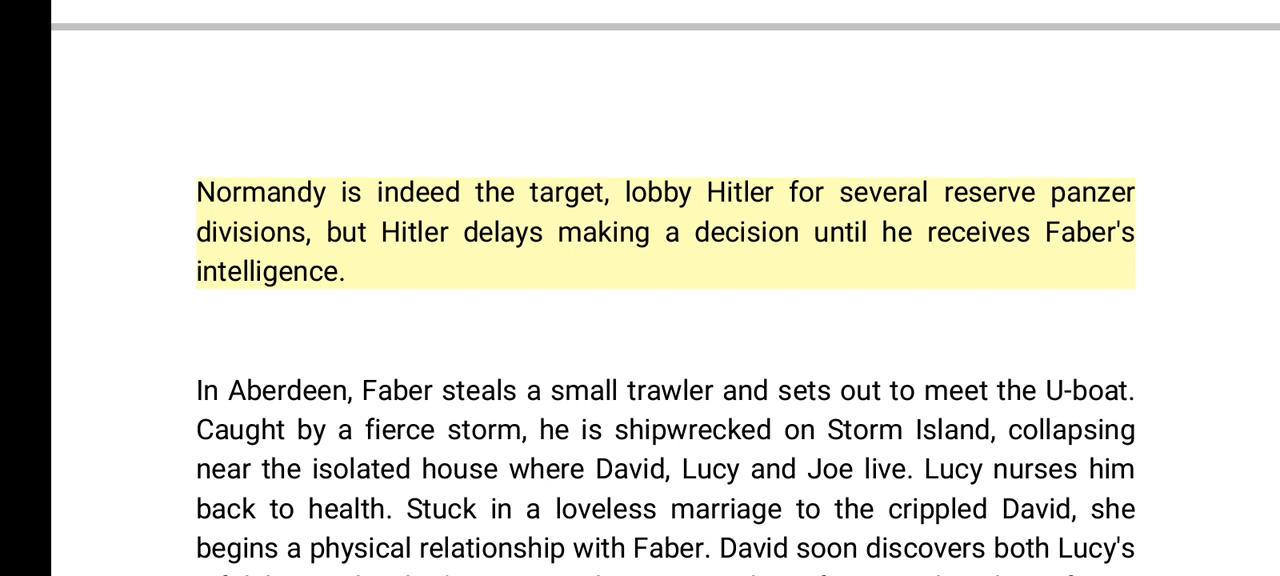 Normandy is indeed the target, lobby Hitler for several reserve panzer
divisions, but Hitler delays making a decision until he receives Faber's
intelligence.
In Aberdeen, Faber steals a small trawler and sets out to meet the U-boat.
Caught by a fierce storm, he is shipwrecked on Storm Island, collapsing
near the isolated house where David, Lucy and Joe live. Lucy nurses him
back to health. Stuck in a loveless marriage to the crippled David, she
begins a physical relationship with Faber. David soon discovers both Lucy's